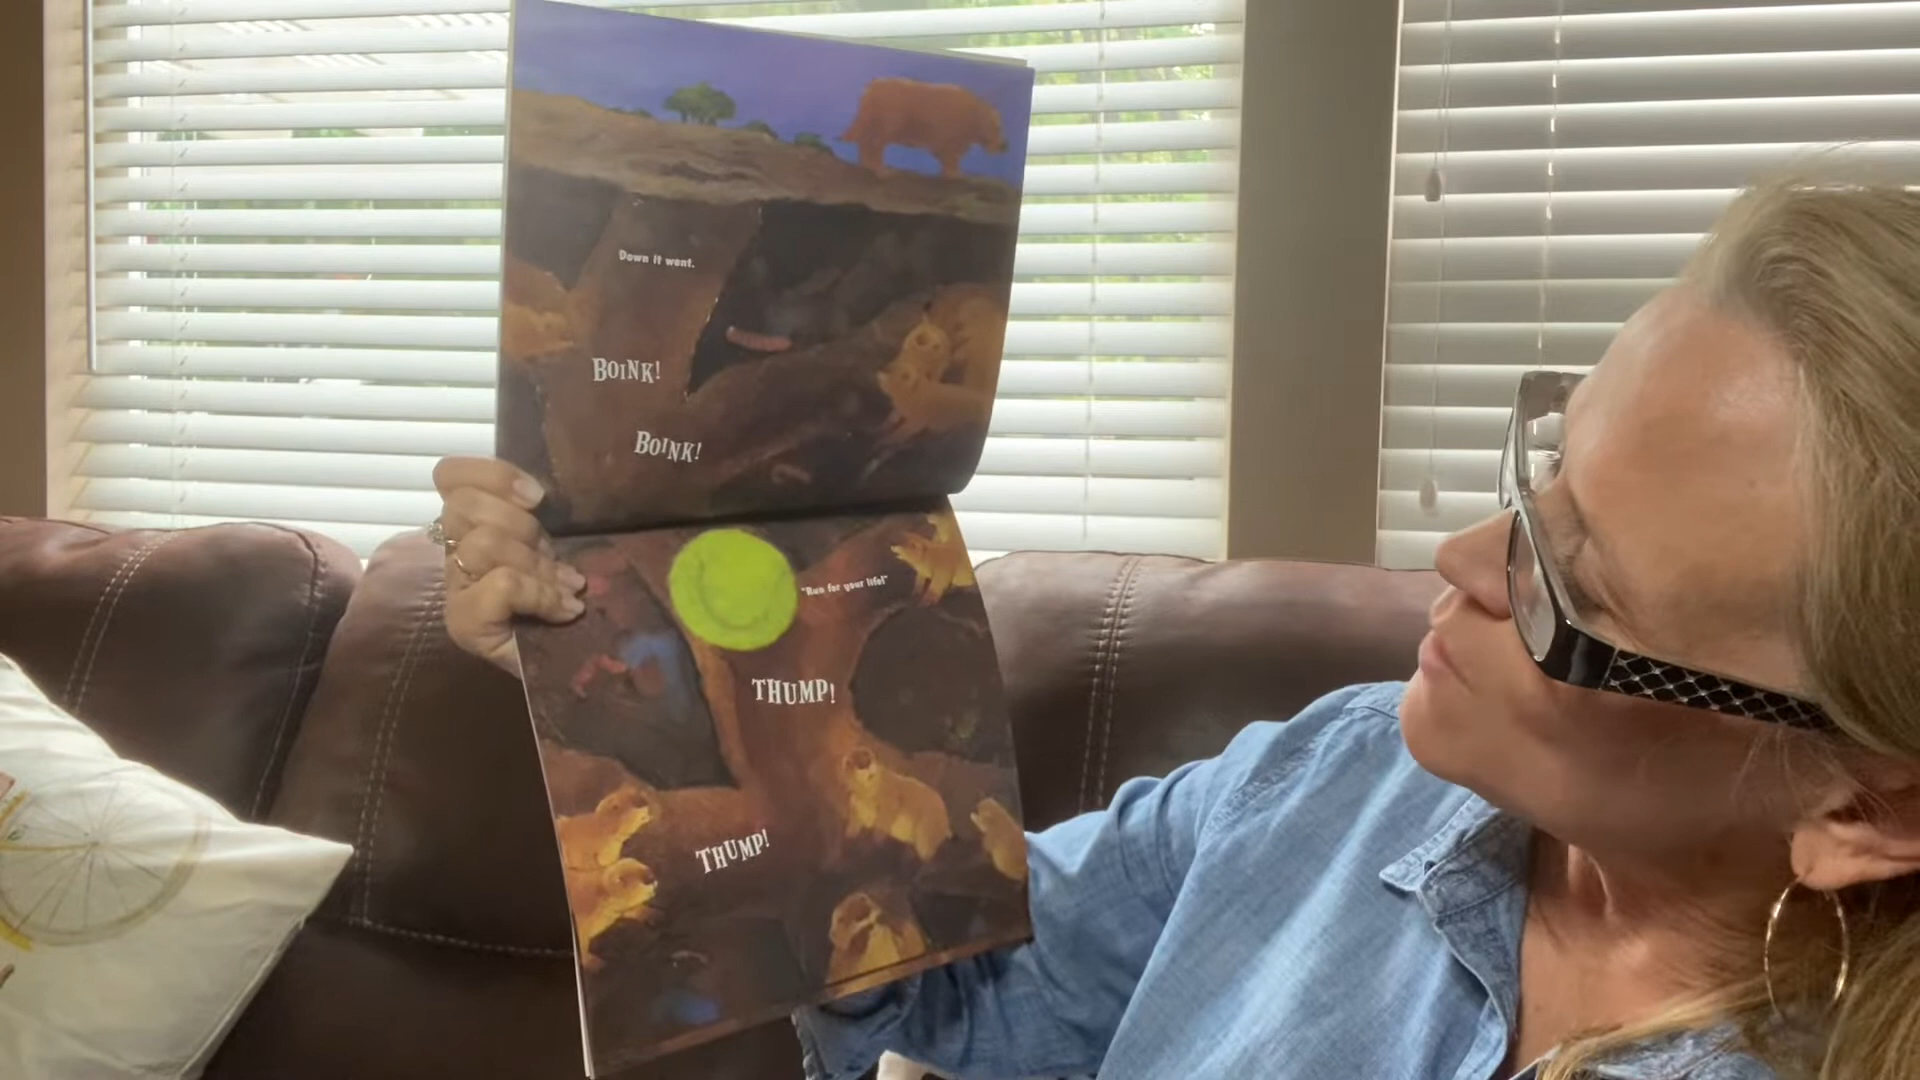 Down it went.
BOINK!
BOINK!
"Run for your life!"
THUMP!
THUMP!